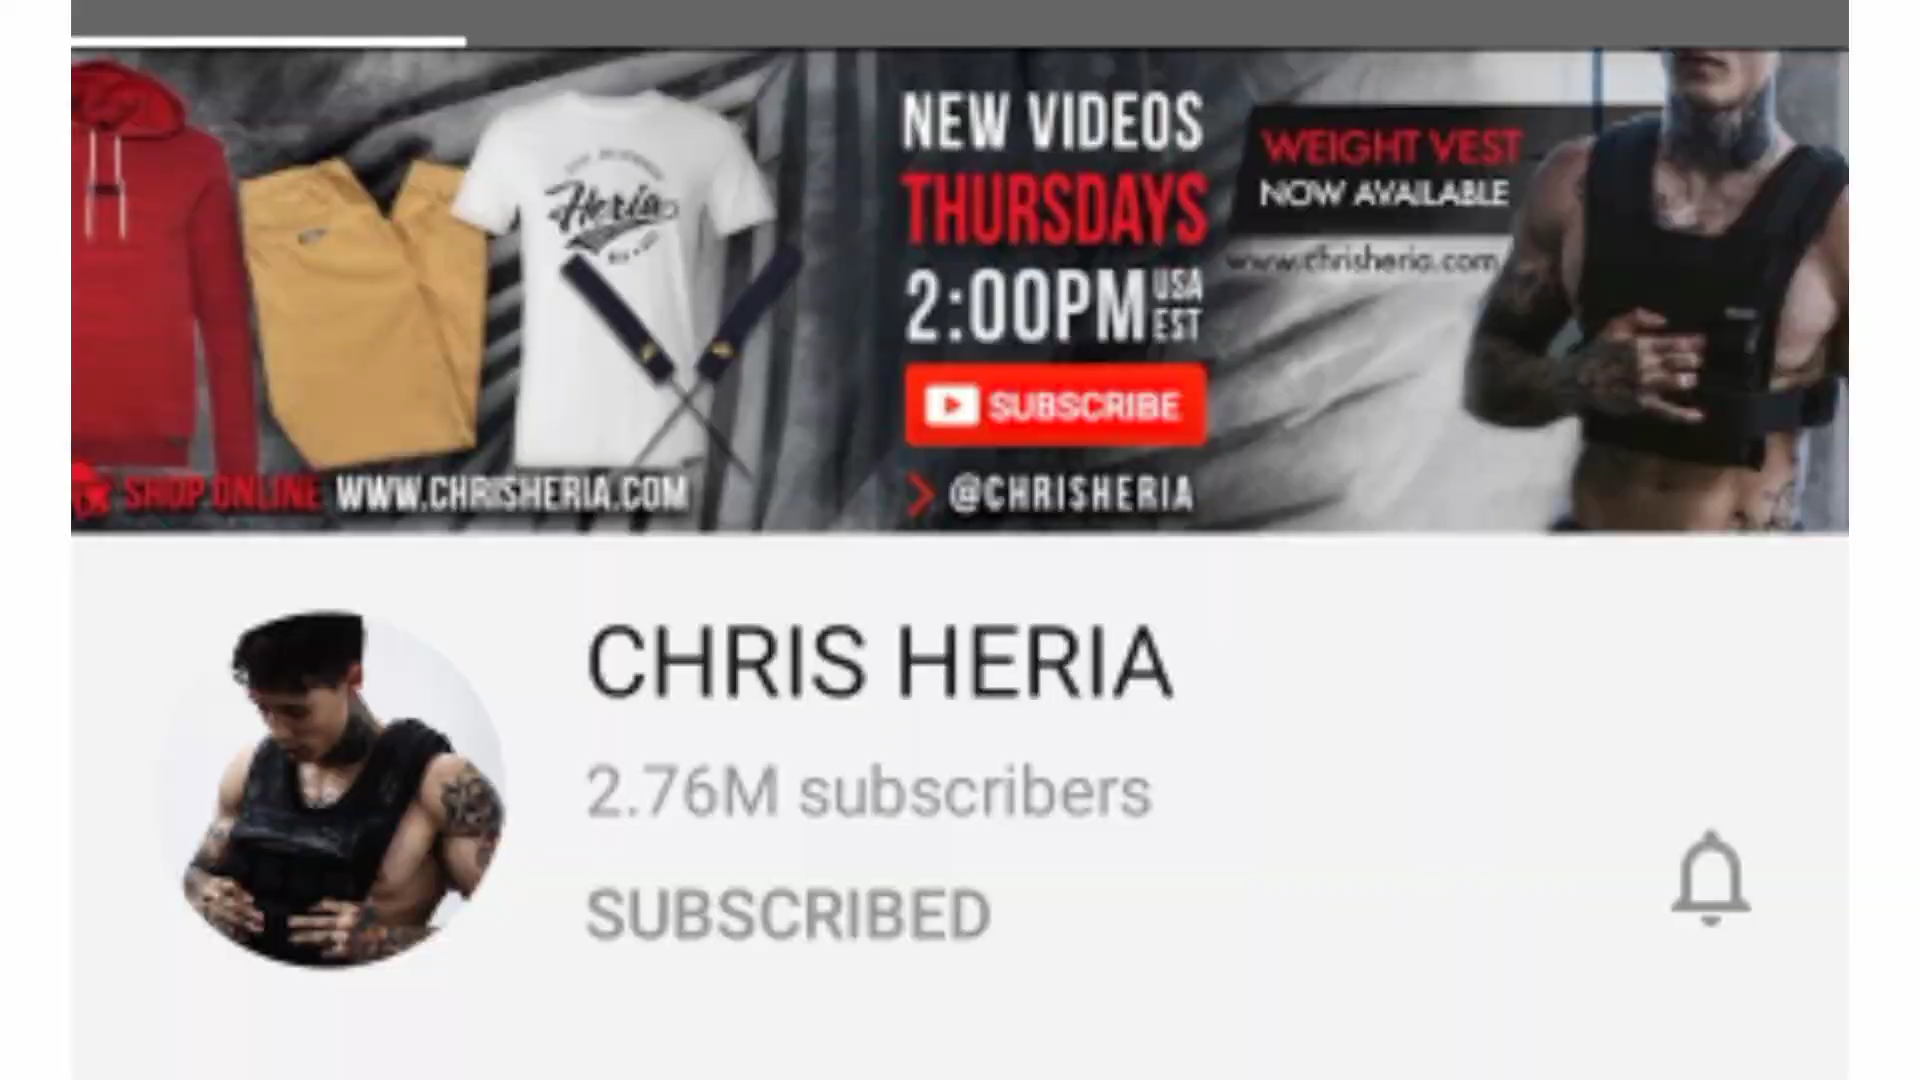 Heria
SHOP ONLINE WWW.CHRISHERIA.COM
NEW VIDEOS
THURSDAYS
2:00PM USA EST
SUBSCRIBE
@CHRISHERIA
WEIGHT VEST
NOW AVAILABLE
www.chrisheria.com
CHRIS HERIA
2.76M subscribers
SUBSCRIBED